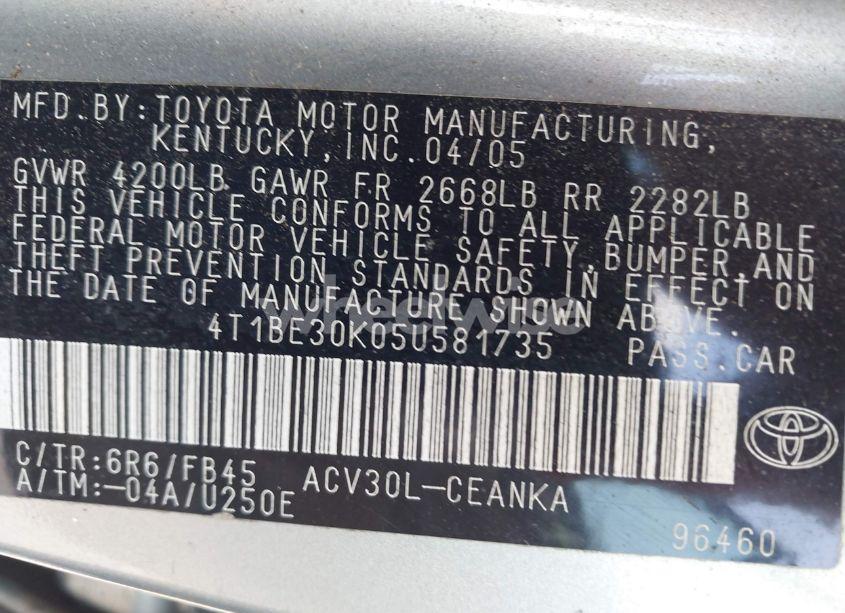 MFD.BY:TOYOTA MOTOR MANUFACTURING,
KENTUCKY,INC.04/05
GVWR 4200LB GAWR FR 2668LB RR 2282LB
THIS VEHICLE CONFORMS TO ALL APPLICABLE
FEDERAL MOTOR VEHICLE SAFETY,BUMPER,AND
THEFT PREVENTION STANDARDS IN EFFECT ON
THE DATE OF MANUFACTURE SHOWN ABOVE.
wheelwise
4T1BE30K05U581735 PASS.CAR
C/TR:6R6/FB45
A/TM:-04A/U250E
ACV30L-CEANKA
96460